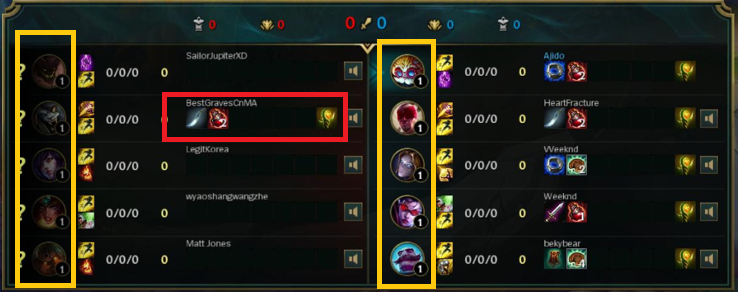 0 0 0 0 0 0
SailorJupiterXD
? 1 0/0/0 0
BestGravesCnMA
? 1 0/0/0 0
LegitKorea
? 1 0/0/0 0
wyaoshangwangzhe
? 1 0/0/0 0
Matt Jones
? 1 0/0/0 0
Ajido
1 0/0/0 0
HeartFracture
1 0/0/0 0
VVeeknd
1 0/0/0 0 2
Weeknd
1 0/0/0 0
bekybear
1 0/0/0 0 4